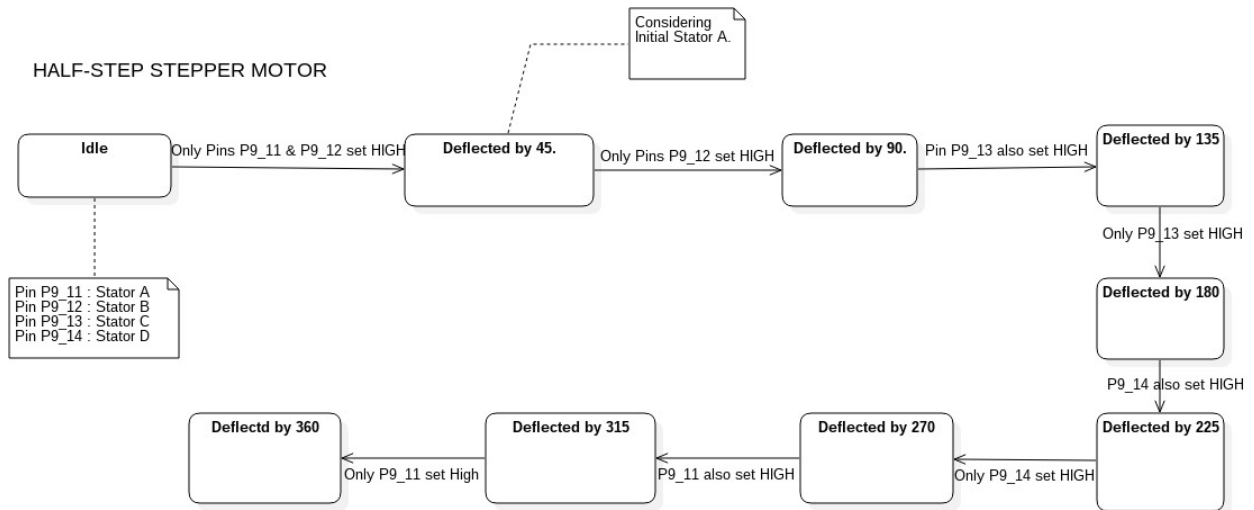 Considering
Initial Stator A.
HALF-STEP STEPPER MOTOR
Idle
Only Pins P9_11 & P9_12 set HIGH
Deflected by 45.
Only Pins P9_12 set HIGH
Deflected by 90.
Pin P9_13 also set HIGH
Deflected by 135
Only P9_13 set HIGH
Pin P9_11 : Stator A
Pin P9_12 : Stator B
Pin P9_13 : Stator C
Pin P9_14 : Stator D
Deflected by 180
P9_14 also set HIGH
Deflected by 225
Only P9_14 set HIGH
Deflected by 270
P9_11 also set HIGH
Deflected by 315
Only P9_11 set High
Deflectd by 360